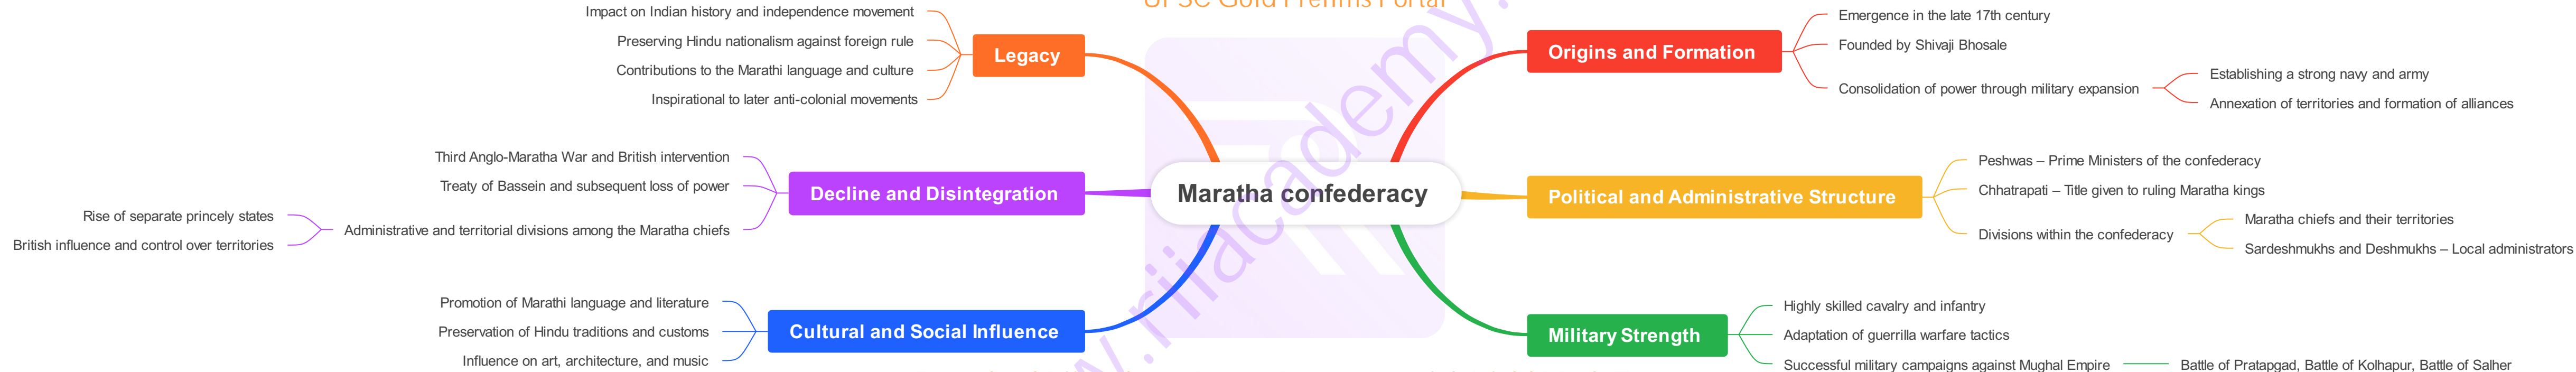 UPSC Gold Prelims Portal
Maratha confederacy
Origins and Formation
Emergence in the late 17th century
Founded by Shivaji Bhosale
Consolidation of power through military expansion
Establishing a strong navy and army
Annexation of territories and formation of alliances
Political and Administrative Structure
Peshwas – Prime Ministers of the confederacy
Chhatrapati – Title given to ruling Maratha kings
Divisions within the confederacy
Maratha chiefs and their territories
Sardeshmukhs and Deshmukhs – Local administrators
Military Strength
Highly skilled cavalry and infantry
Adaptation of guerrilla warfare tactics
Successful military campaigns against Mughal Empire
Battle of Pratapgad, Battle of Kolhapur, Battle of Salher
Legacy
Impact on Indian history and independence movement
Preserving Hindu nationalism against foreign rule
Contributions to the Marathi language and culture
Inspirational to later anti-colonial movements
Decline and Disintegration
Third Anglo-Maratha War and British intervention
Treaty of Bassein and subsequent loss of power
Administrative and territorial divisions among the Maratha chiefs
Rise of separate princely states
British influence and control over territories
Cultural and Social Influence
Promotion of Marathi language and literature
Preservation of Hindu traditions and customs
Influence on art, architecture, and music